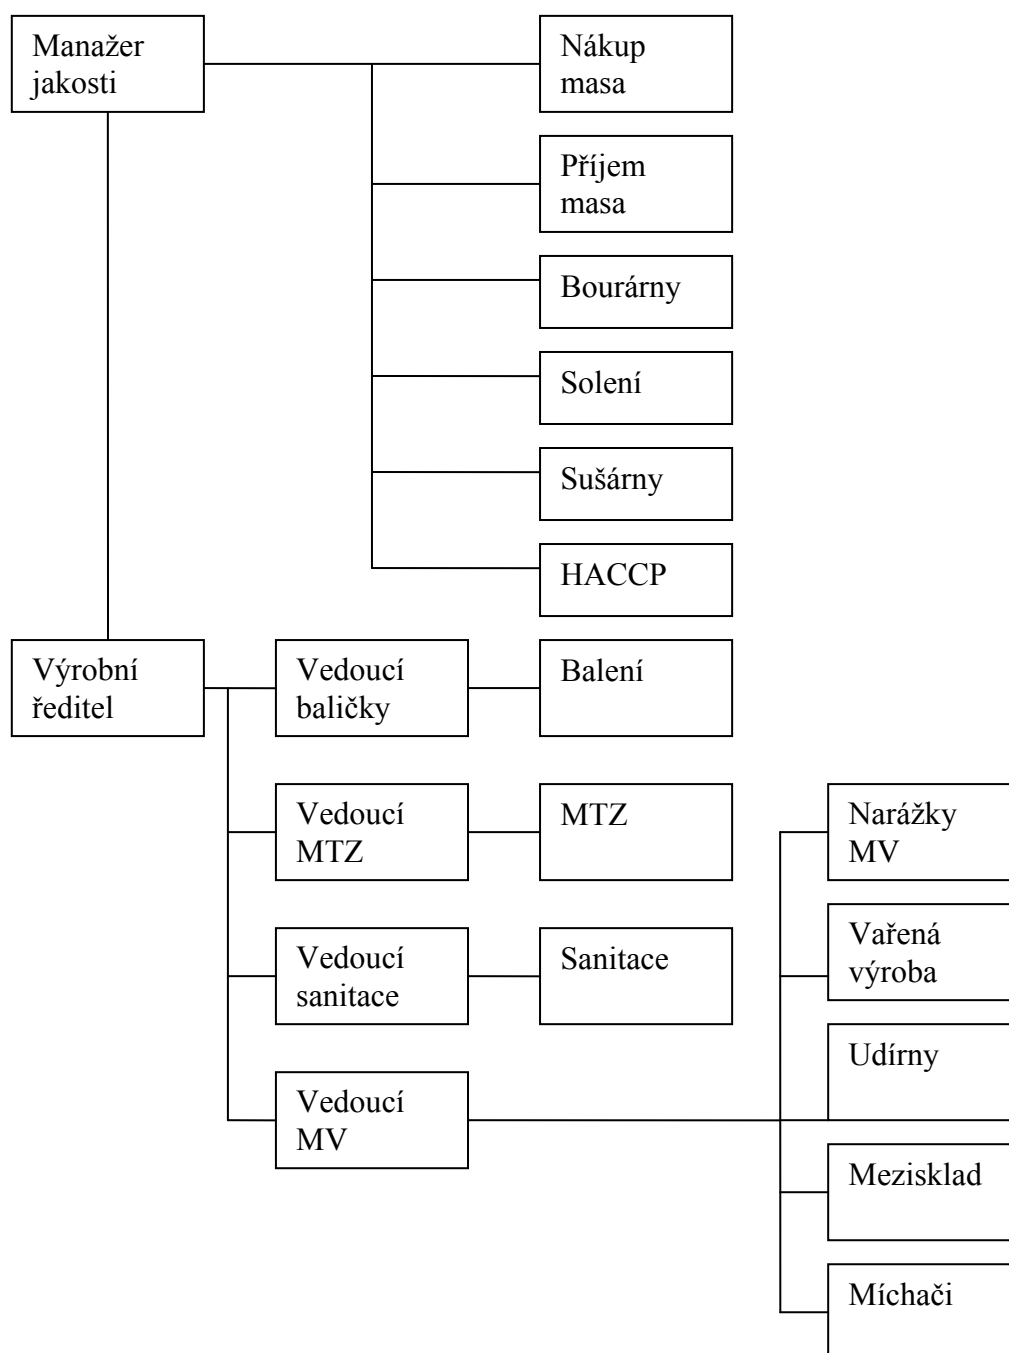 Manažer
jakosti
Nákup
masa
Příjem
masa
Bourárny
Solení
Sušárny
HACCP
Výrobní
ředitel
Vedoucí
baličky
Balení
Vedoucí
MTZ
MTZ
Narážky
MV
Vedoucí
sanitace
Sanitace
Vařená
výroba
Udírny
Vedoucí
MV
Mezisklad
Míchači